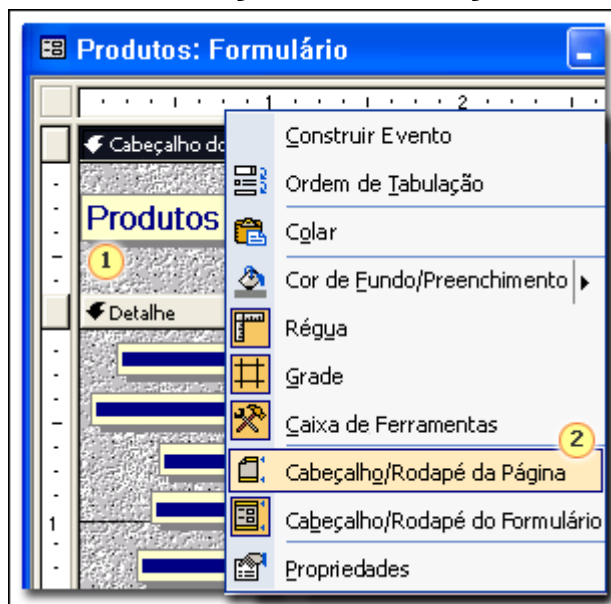 Produtos: Formulário
1 2
Cabeçalho do
Produtos
1
Detalhe
1
Construir Evento
Ordem de Tabulação
Colar
Cor de Fundo/Preenchimento
Régua
Grade
Caixa de Ferramentas
2
Cabeçalho/Rodapé da Página
Cabeçalho/Rodapé do Formulário
Propriedades